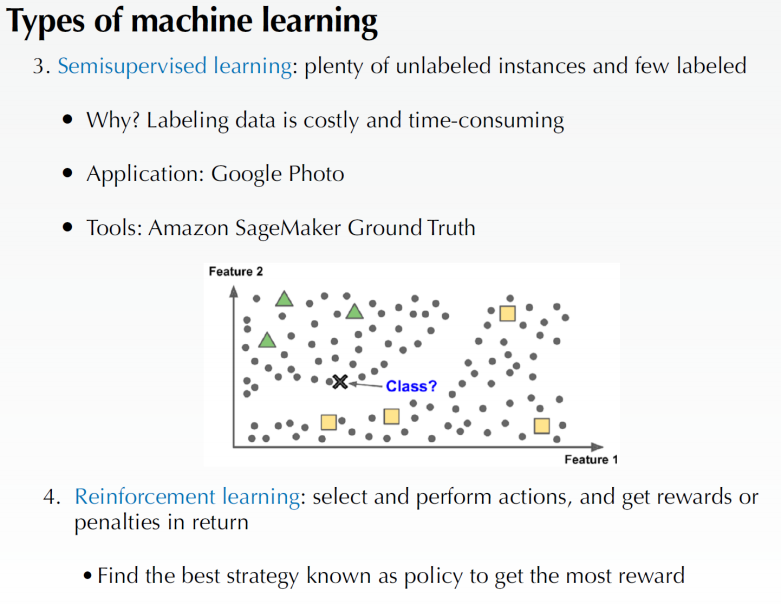 Types of machine learning
3. Semisupervised learning: plenty of unlabeled instances and few labeled
• Why? Labeling data is costly and time-consuming
• Application: Google Photo
• Tools: Amazon SageMaker Ground Truth
Feature 2
Class?
Feature 1
4. Reinforcement learning: select and perform actions, and get rewards or
penalties in return
• Find the best strategy known as policy to get the most reward